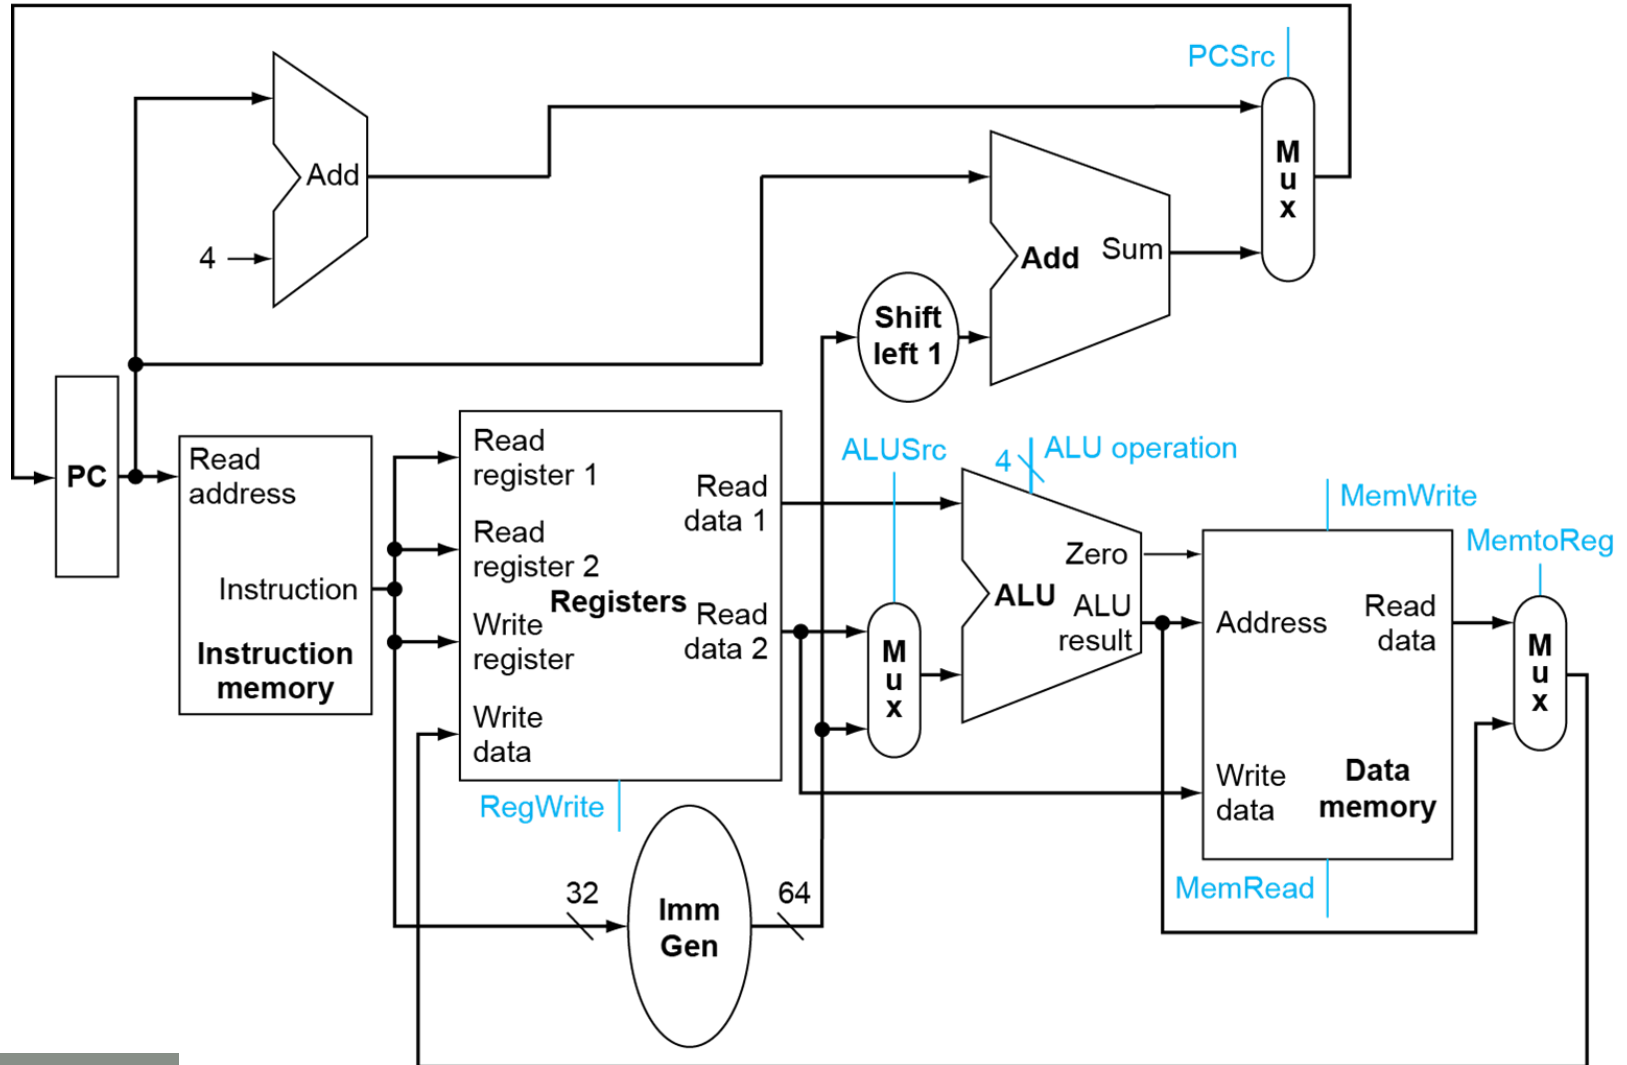 PCSrc
M
u
x
Add
4
Add Sum
Shift
left 1
PC
Read
address
Instruction
Instruction
memory
Read
register 1
Read
register 2
Write
register
Write
data
Registers
Read
data 1
Read
data 2
RegWrite
ALUSrc
M
u
x
4
ALU operation
Zero
ALU
ALU
result
MemWrite
Address
Read
data
Write
data
Data
memory
MemRead
MemtoReg
M
u
x
32
Imm
Gen
64